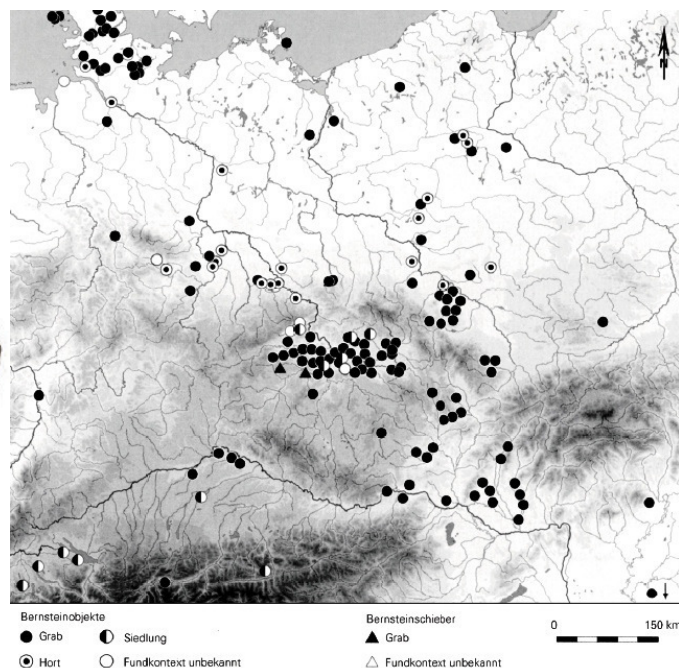 N
Bernsteinobjekte
Grab
Siedlung
Hort
Fundkontext unbekannt
Bernsteinschieber
Grab
Fundkontext unbekannt
0 150 km